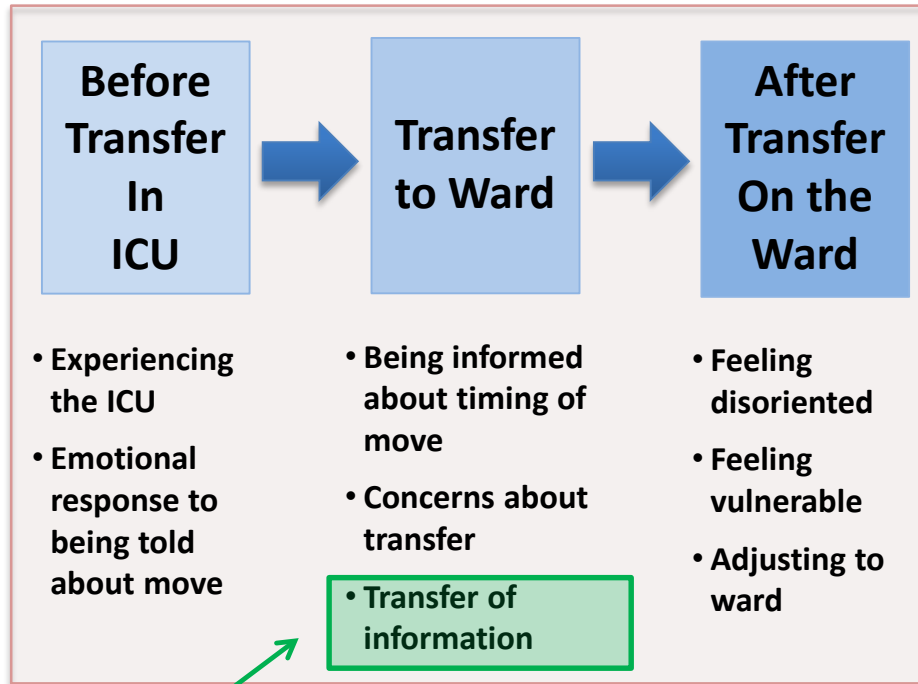 Before
Transfer
In
ICU
Transfer
to Ward
After
Transfer
On the
Ward
• Experiencing
the ICU
• Emotional
response to
being told
about move
• Being informed
about timing of
move
• Concerns about
transfer
• Transfer of
information
• Feeling
disoriented
• Feeling
vulnerable
• Adjusting to
ward